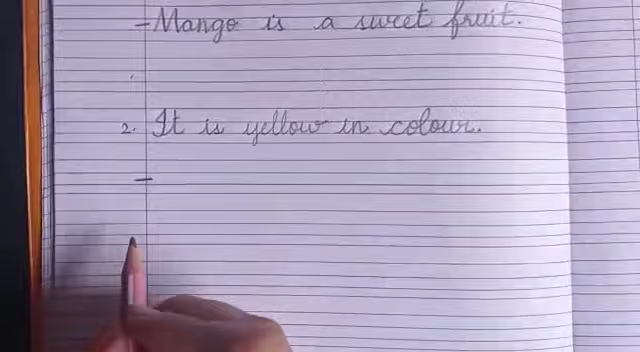 -Mango is a sweet fruit.
2. It is yellow in colour.
-